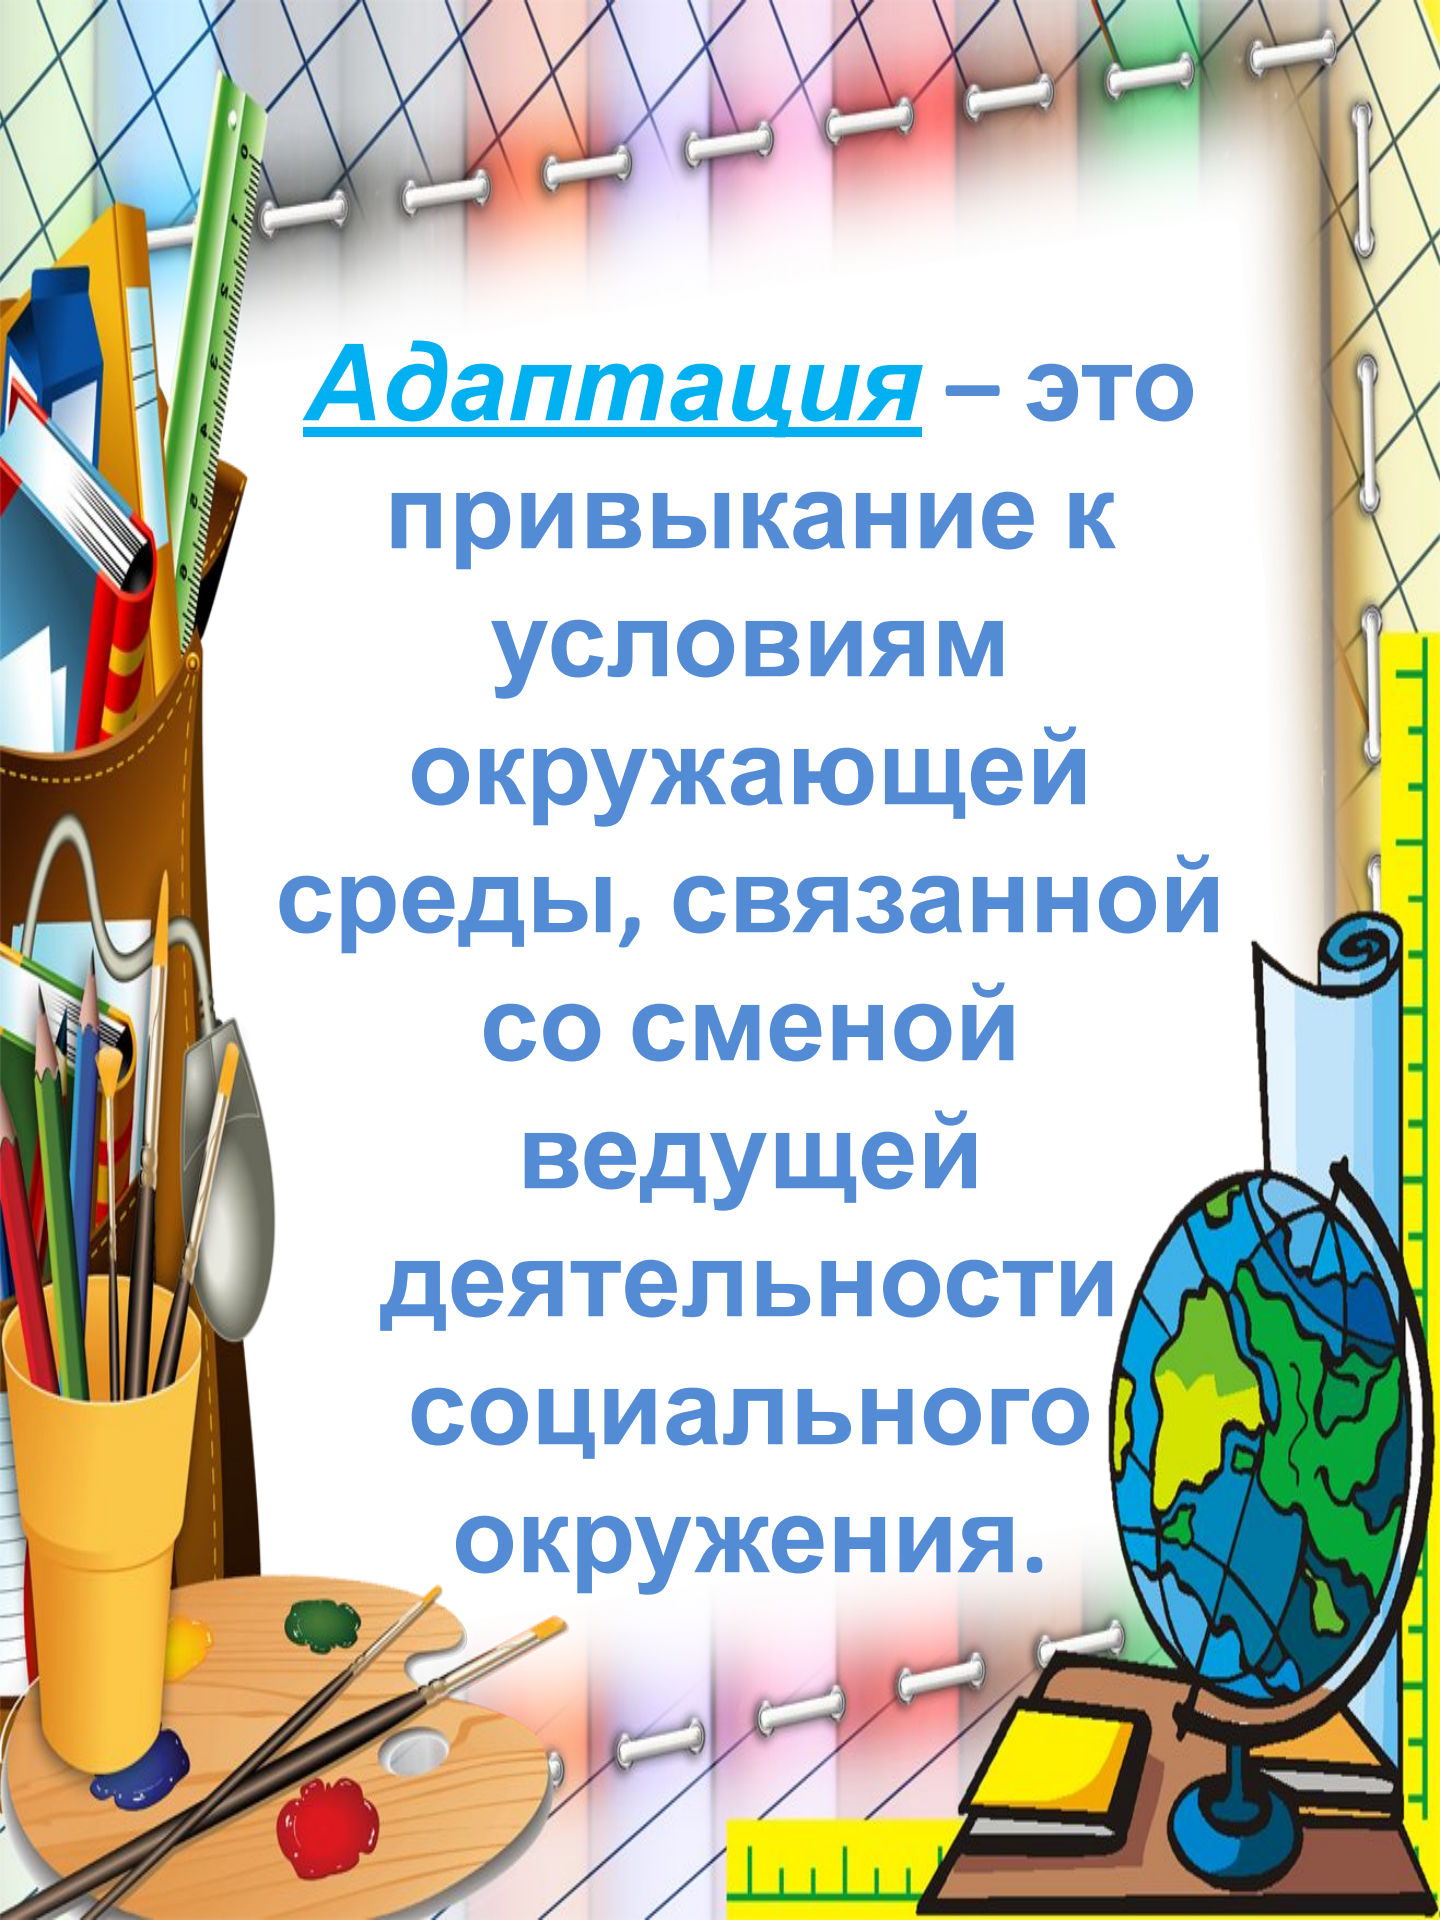 Адаптация – это
привыкание к
условиям
окружающей
среды, связанной
со сменой
ведущей
деятельности
социального
окружения.